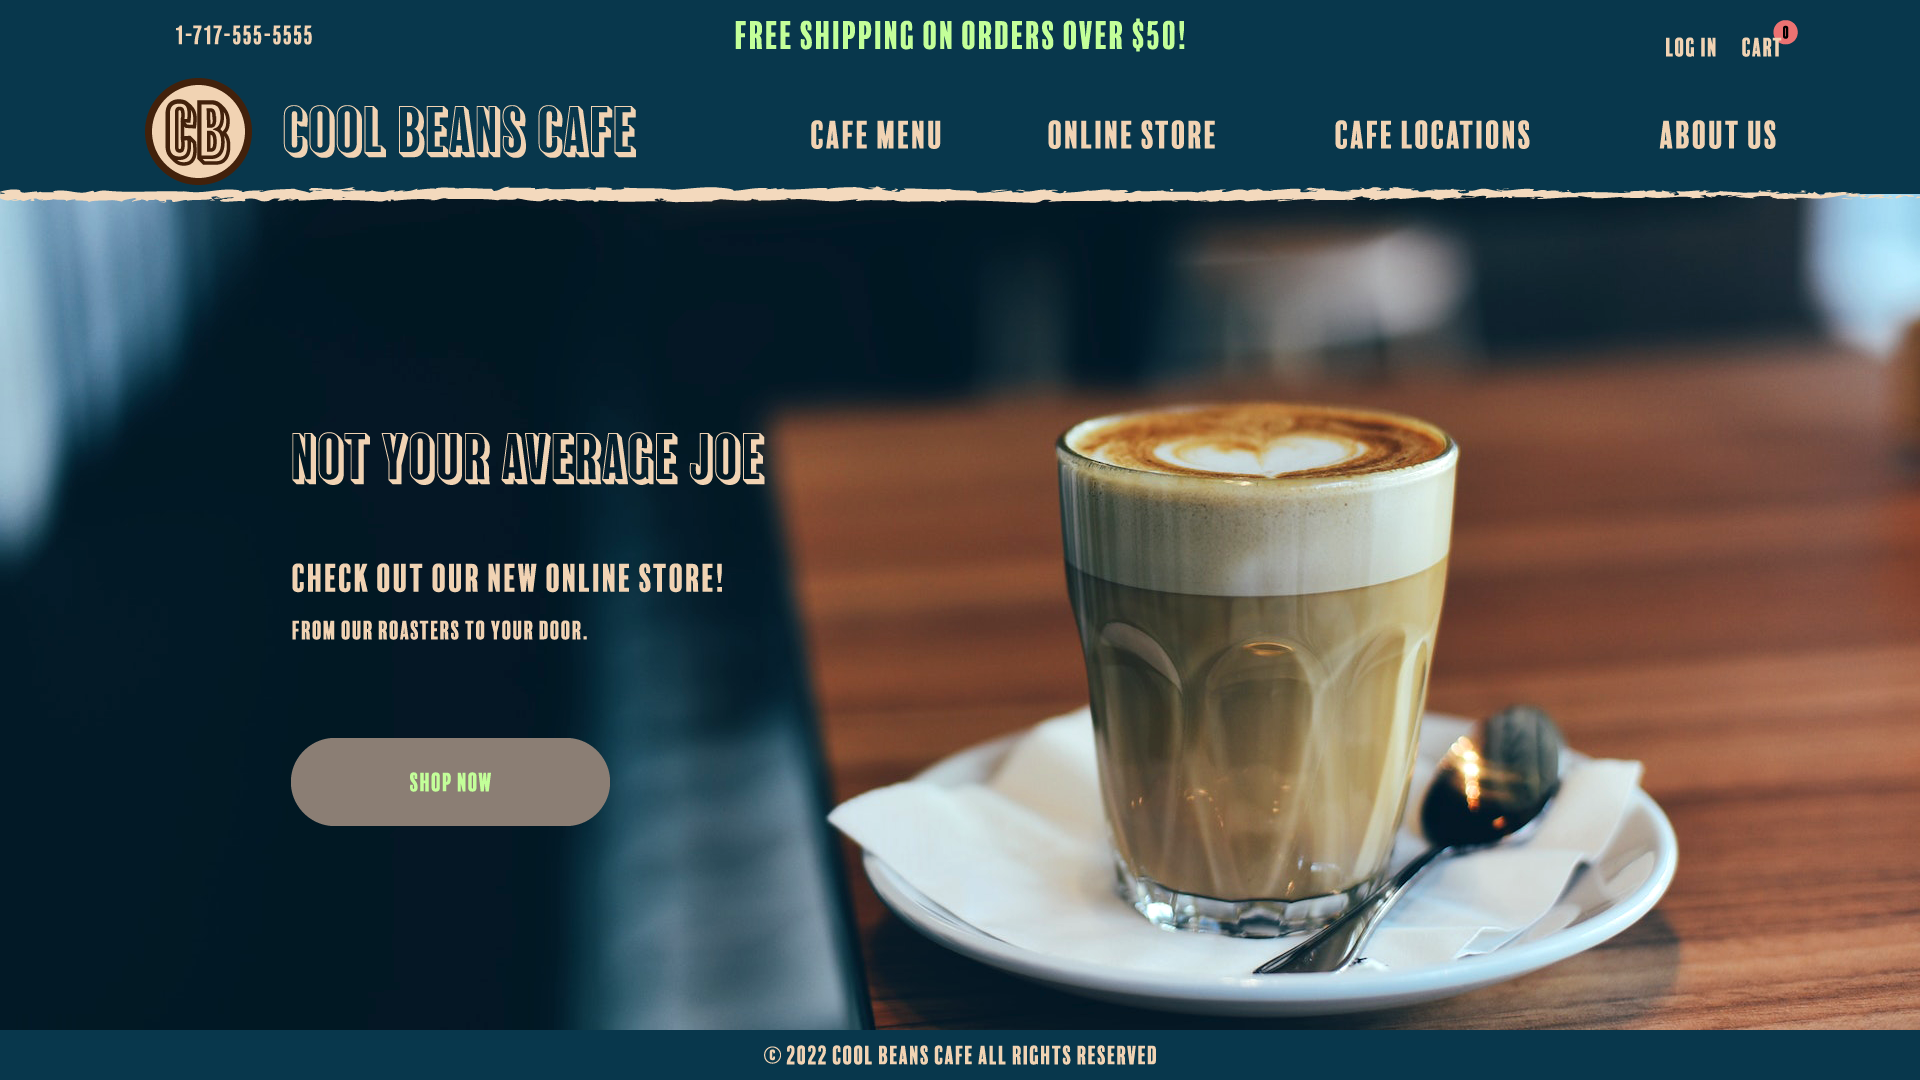 1-717-555-5555
FREE SHIPPING ON ORDERS OVER $50!
LOG IN
CART
0
CB
COOL BEANS CAFE
CAFE MENU
ONLINE STORE
CAFE LOCATIONS
ABOUT US
NOT YOUR AVERAGE JOE
CHECK OUT OUR NEW ONLINE STORE!
FROM OUR ROASTERS TO YOUR DOOR.
SHOP NOW
© 2022 COOL BEANS CAFE ALL RIGHTS RESERVED